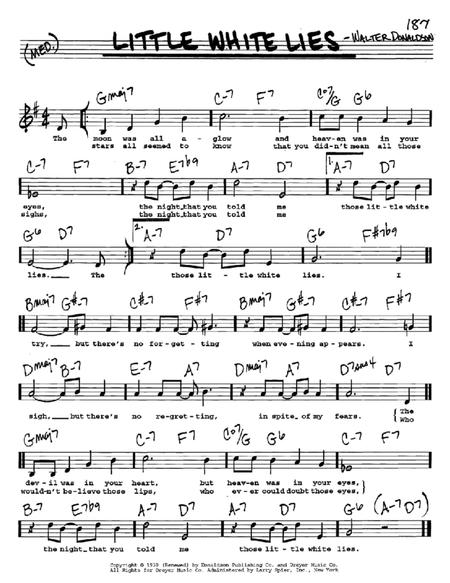 187
(MED.) LITTLE WHITE LIES -WALTER DONALDSON
Gmaj7 C-7 F7 Co7/G G6
The moon was all a - glow and heav-en was in your
stars all seemed to know that you did-n't mean all those
C-7 F7 B-7 E7b9 A-7 D7 1. A-7 D7
eyes, the night that you told me those lit-tle white
sighs, the night that you told me
G6 D7 2. A-7 D7 G6 F#7b9
lies. The those lit-tle white lies. I
Bmaj7 G#-7 C#-7 F#7 Bmaj7 G#-7 C#-7 F#7
try, but there's no for-get - ting when eve-ning ap-pears. I
Dmaj7 B-7 E-7 A7 Dmaj7 E7 D7sus4 D7
sigh, but there's no re-gret-ting, in spite of my fears. {The
Who
Gmaj7 C-7 F7 Co7/G G6 C-7 F7
dev-il was in your heart, but heav-en was in your eyes,
would-n't be-lieve those lips, who ev-er could doubt those eyes,
B-7 E7b9 A-7 D7 A-7 D7 G6 (A-7 D7)
the night that you told me those lit-tle white lies.
Copyright © 1930 (Renewed) by Donaldson Publishing Co. and Dreyer Music Co.
All Rights for Dreyer Music Co. Administered by Larry Spier, Inc., New York